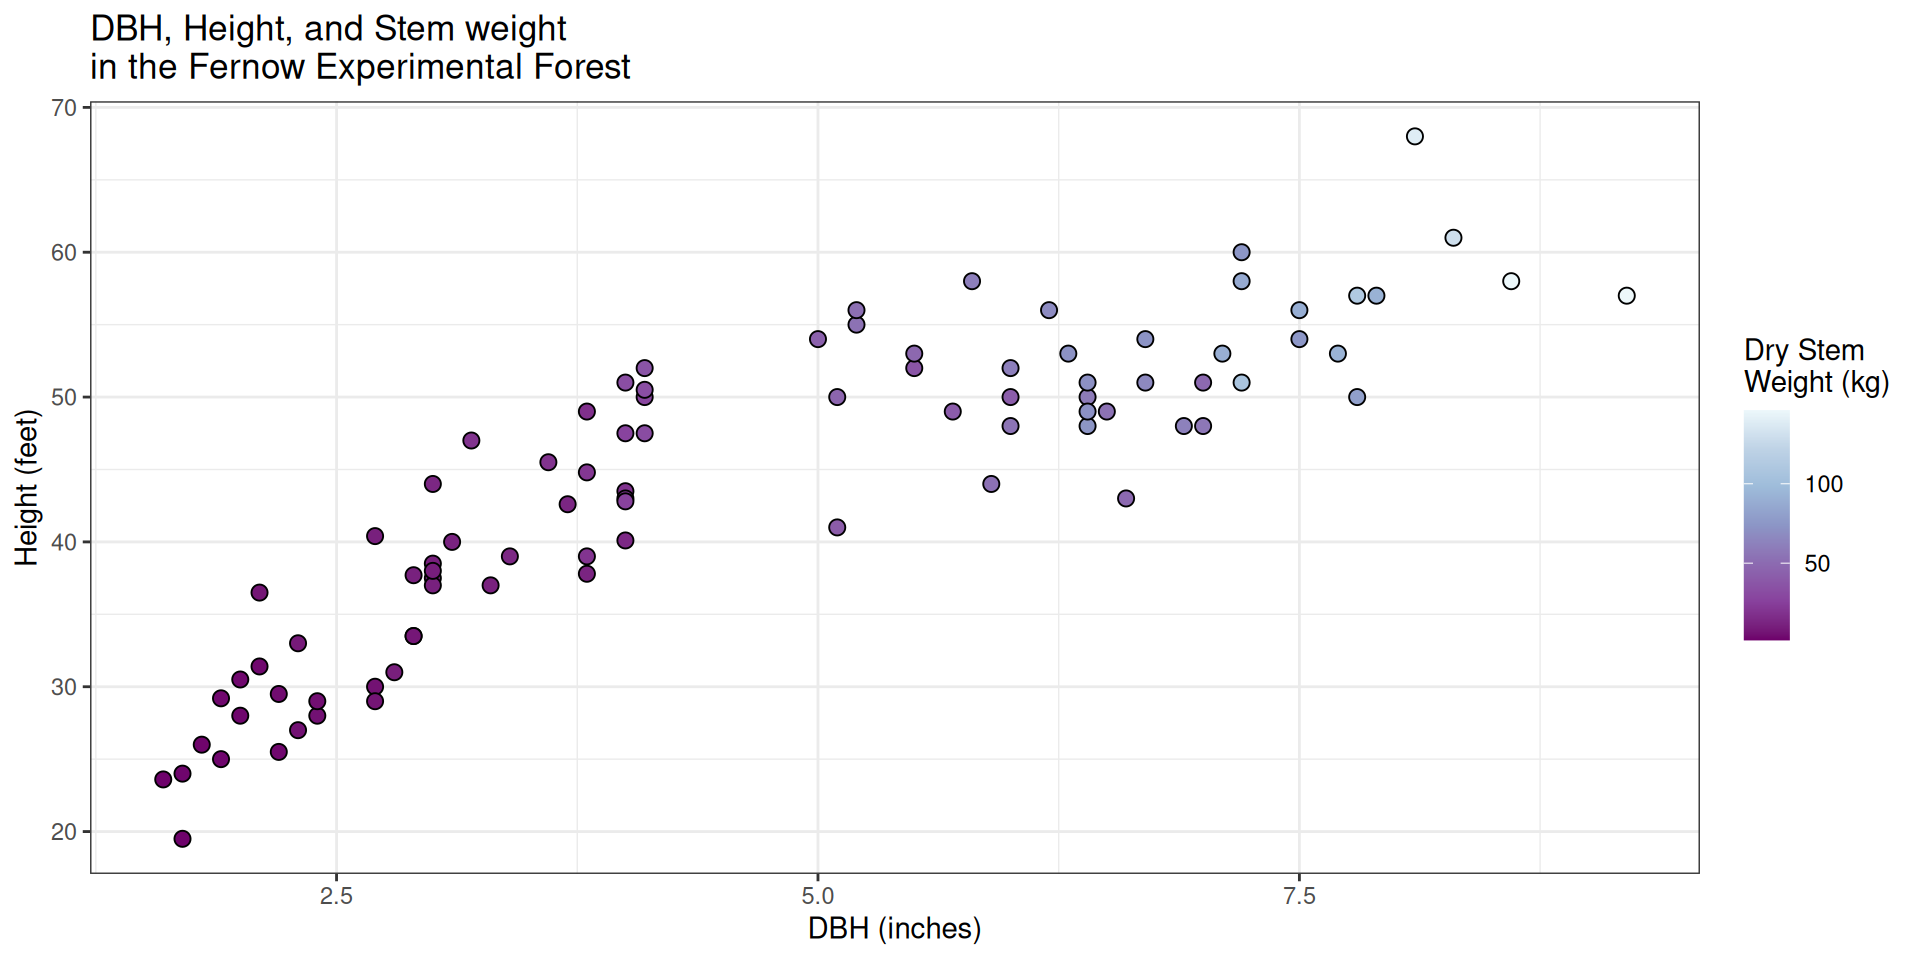 DBH, Height, and Stem weight
in the Fernow Experimental Forest
70
60
50
40
30
20
Height (feet)
2.5
5.0
7.5
DBH (inches)
Dry Stem
Weight (kg)
100
50